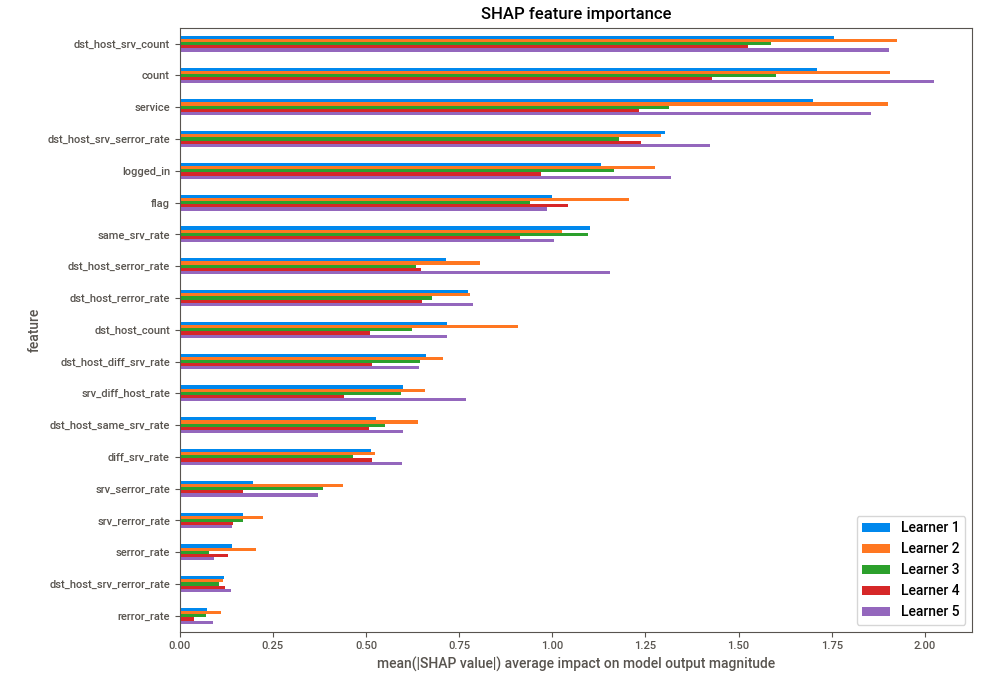 SHAP feature importance
dst_host_srv_count
count
service
dst_host_srv_serror_rate
logged_in
flag
same_srv_rate
dst_host_serror_rate
dst_host_rerror_rate
dst_host_count
dst_host_diff_srv_rate
srv_diff_host_rate
dst_host_same_srv_rate
diff_srv_rate
srv_serror_rate
srv_rerror_rate
serror_rate
dst_host_srv_rerror_rate
rerror_rate
feature
Learner 1
Learner 2
Learner 3
Learner 4
Learner 5
0.00 0.25 0.50 0.75 1.00 1.25 1.50 1.75 2.00
mean(|SHAP value|) average impact on model output magnitude